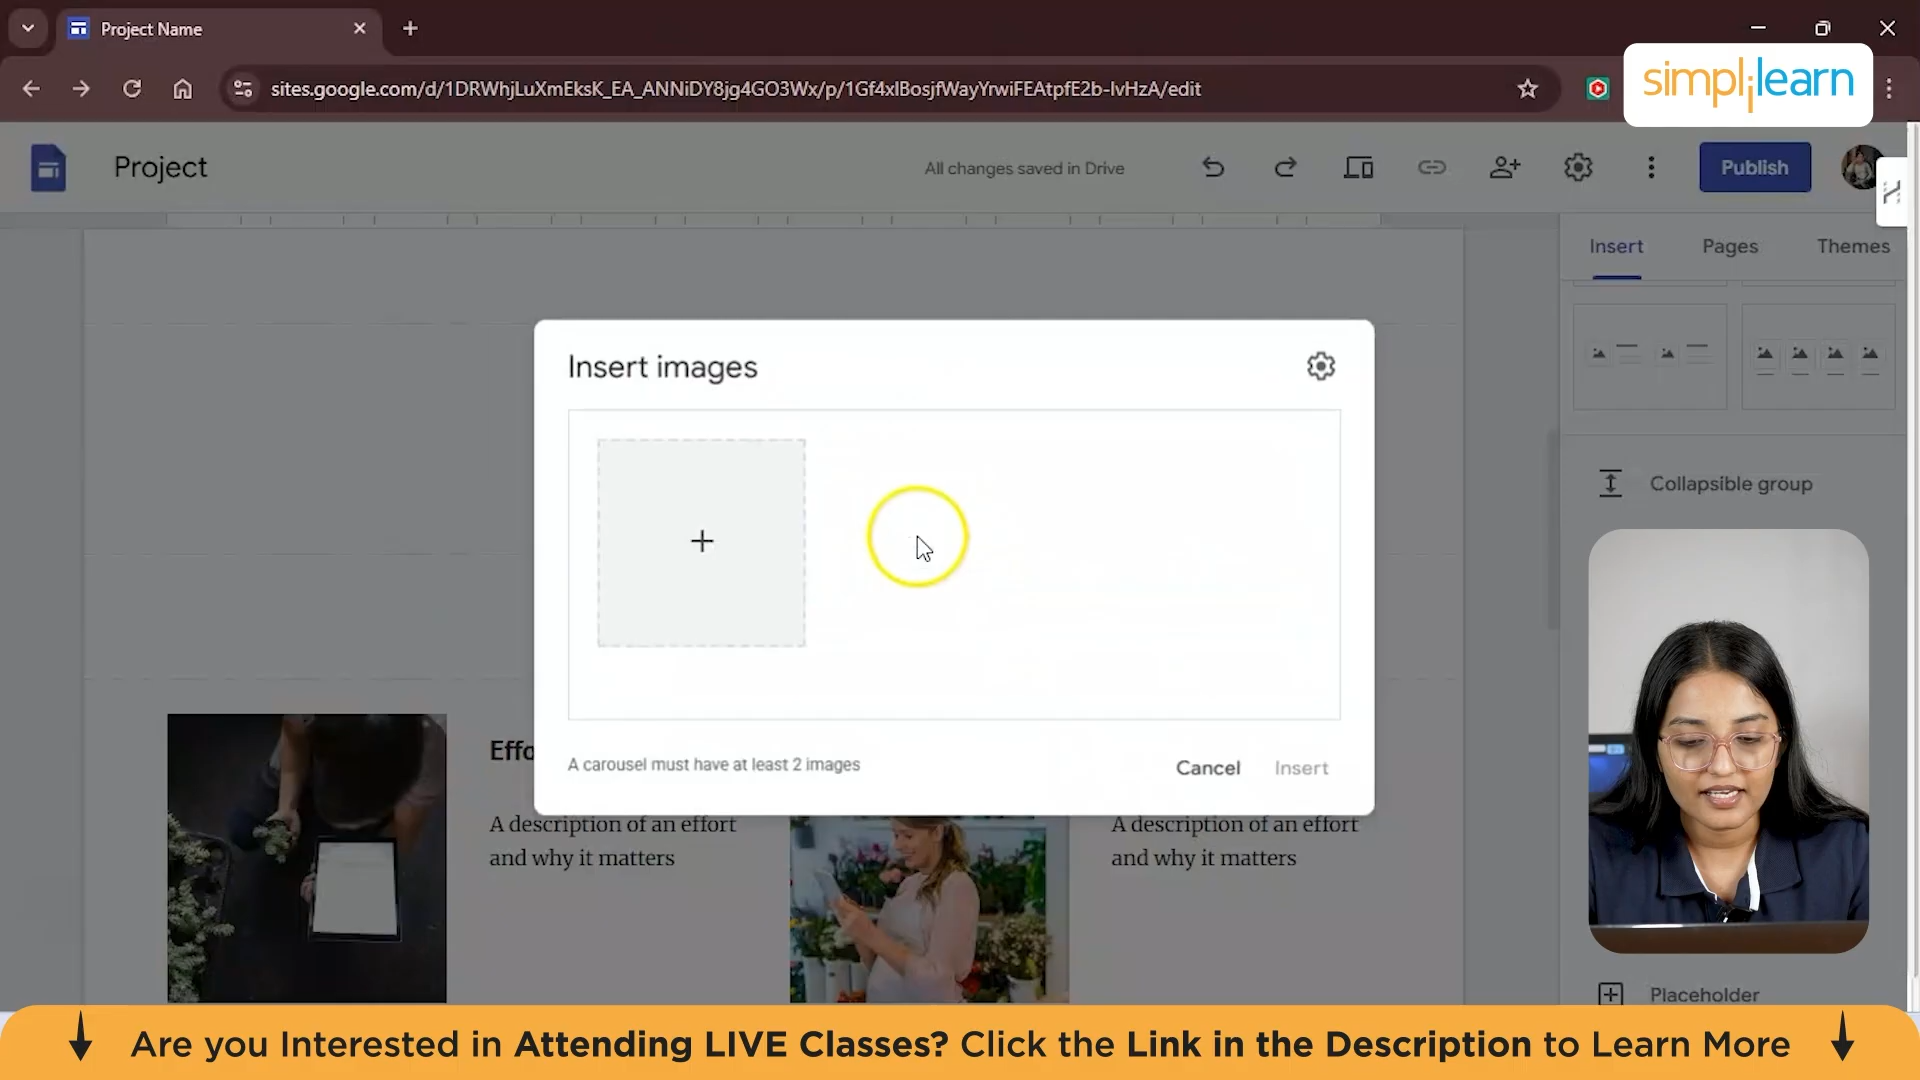 Project Name
sites.google.com/d/1DRWhjLuXmEksK_EA_ANNiDY8jg4GO3Wx/p/1Gf4xIBosjfWayYrwiFEAtpfE2b-IvHzA/edit
simplilearn
Project
All changes saved in Drive
Publish
Insert
Pages
Themes
Insert images
Collapsible group
+
A carousel must have at least 2 images
Cancel
Insert
Effo
A description of an effort
and why it matters
A description of an effort
and why it matters
Placeholder
Are you Interested in Attending LIVE Classes? Click the Link in the Description to Learn More